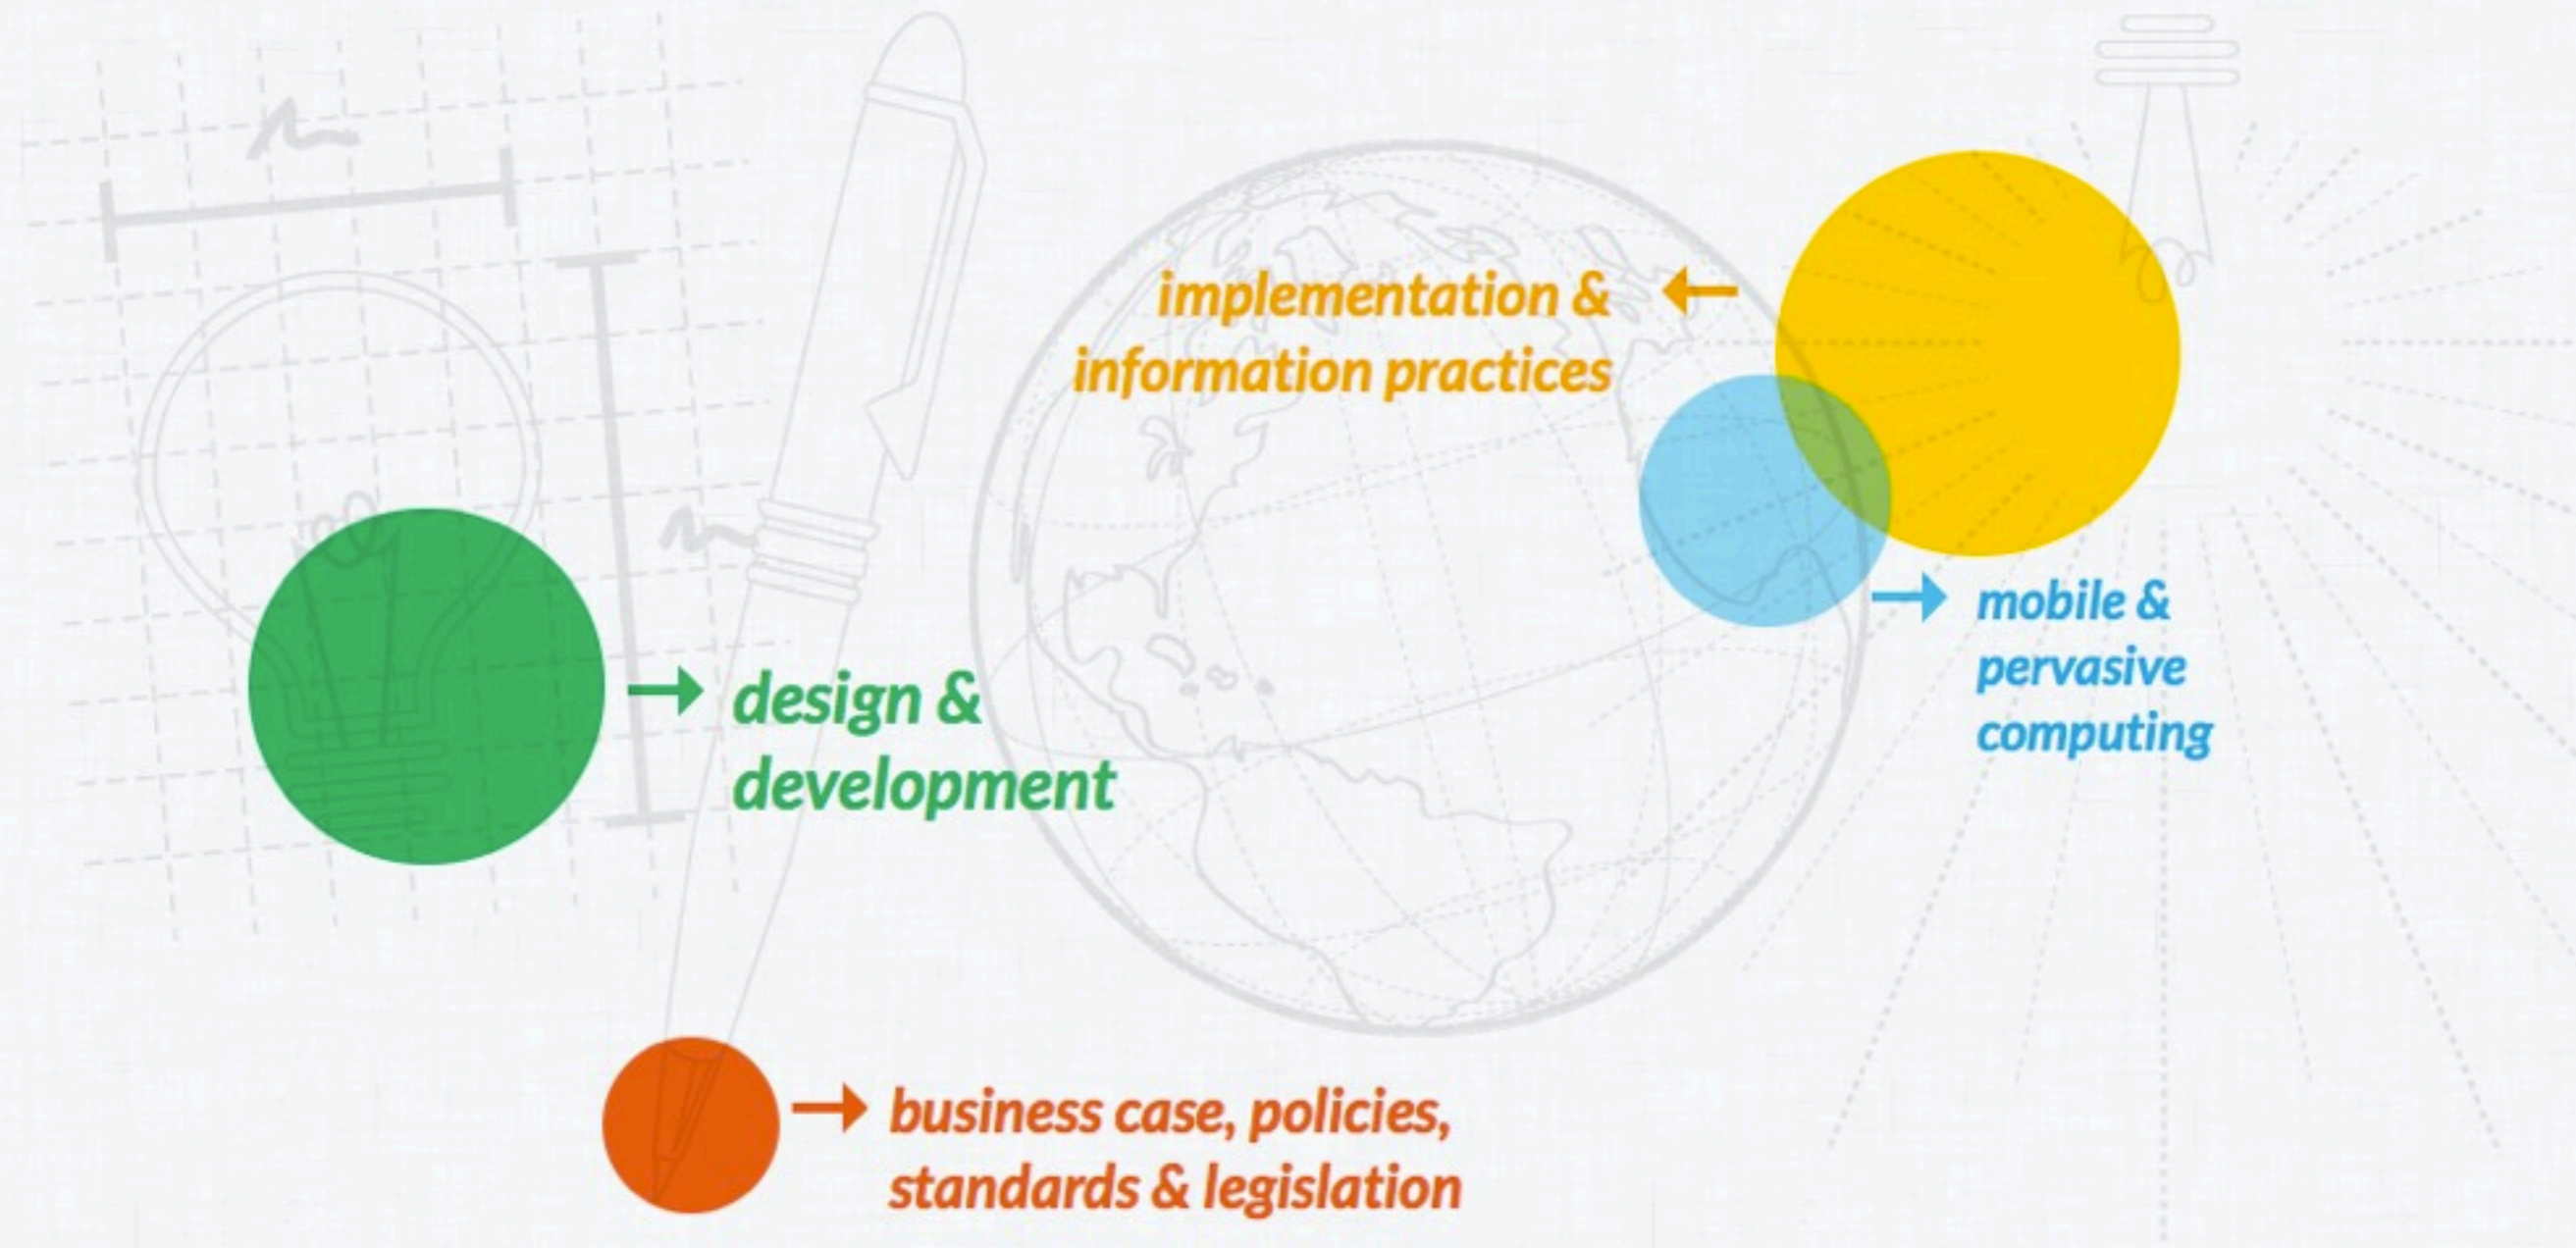 implementation &
information practices
mobile &
pervasive
computing
design &
development
business case, policies,
standards & legislation